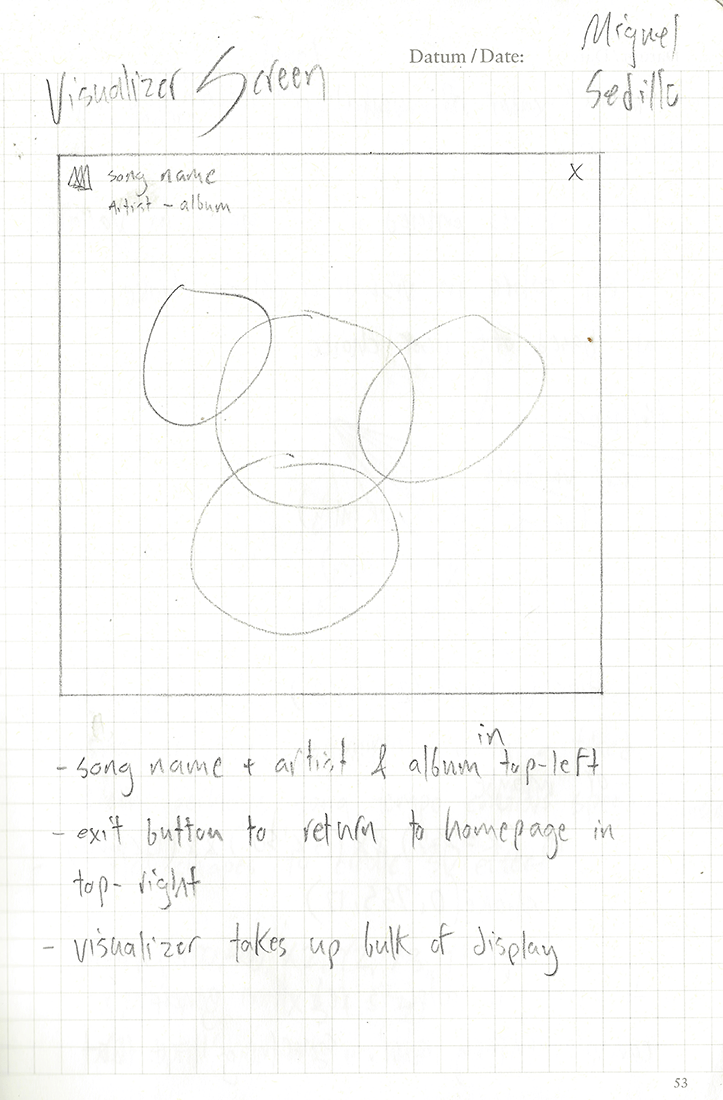 Datum / Date:
Miguel
Sedillo
Visualizer Screen
song name
X
Artist - album
- song name + artist & album in top-left
- exit button to return to homepage in
top-right
- visualizer takes up bulk of display
53